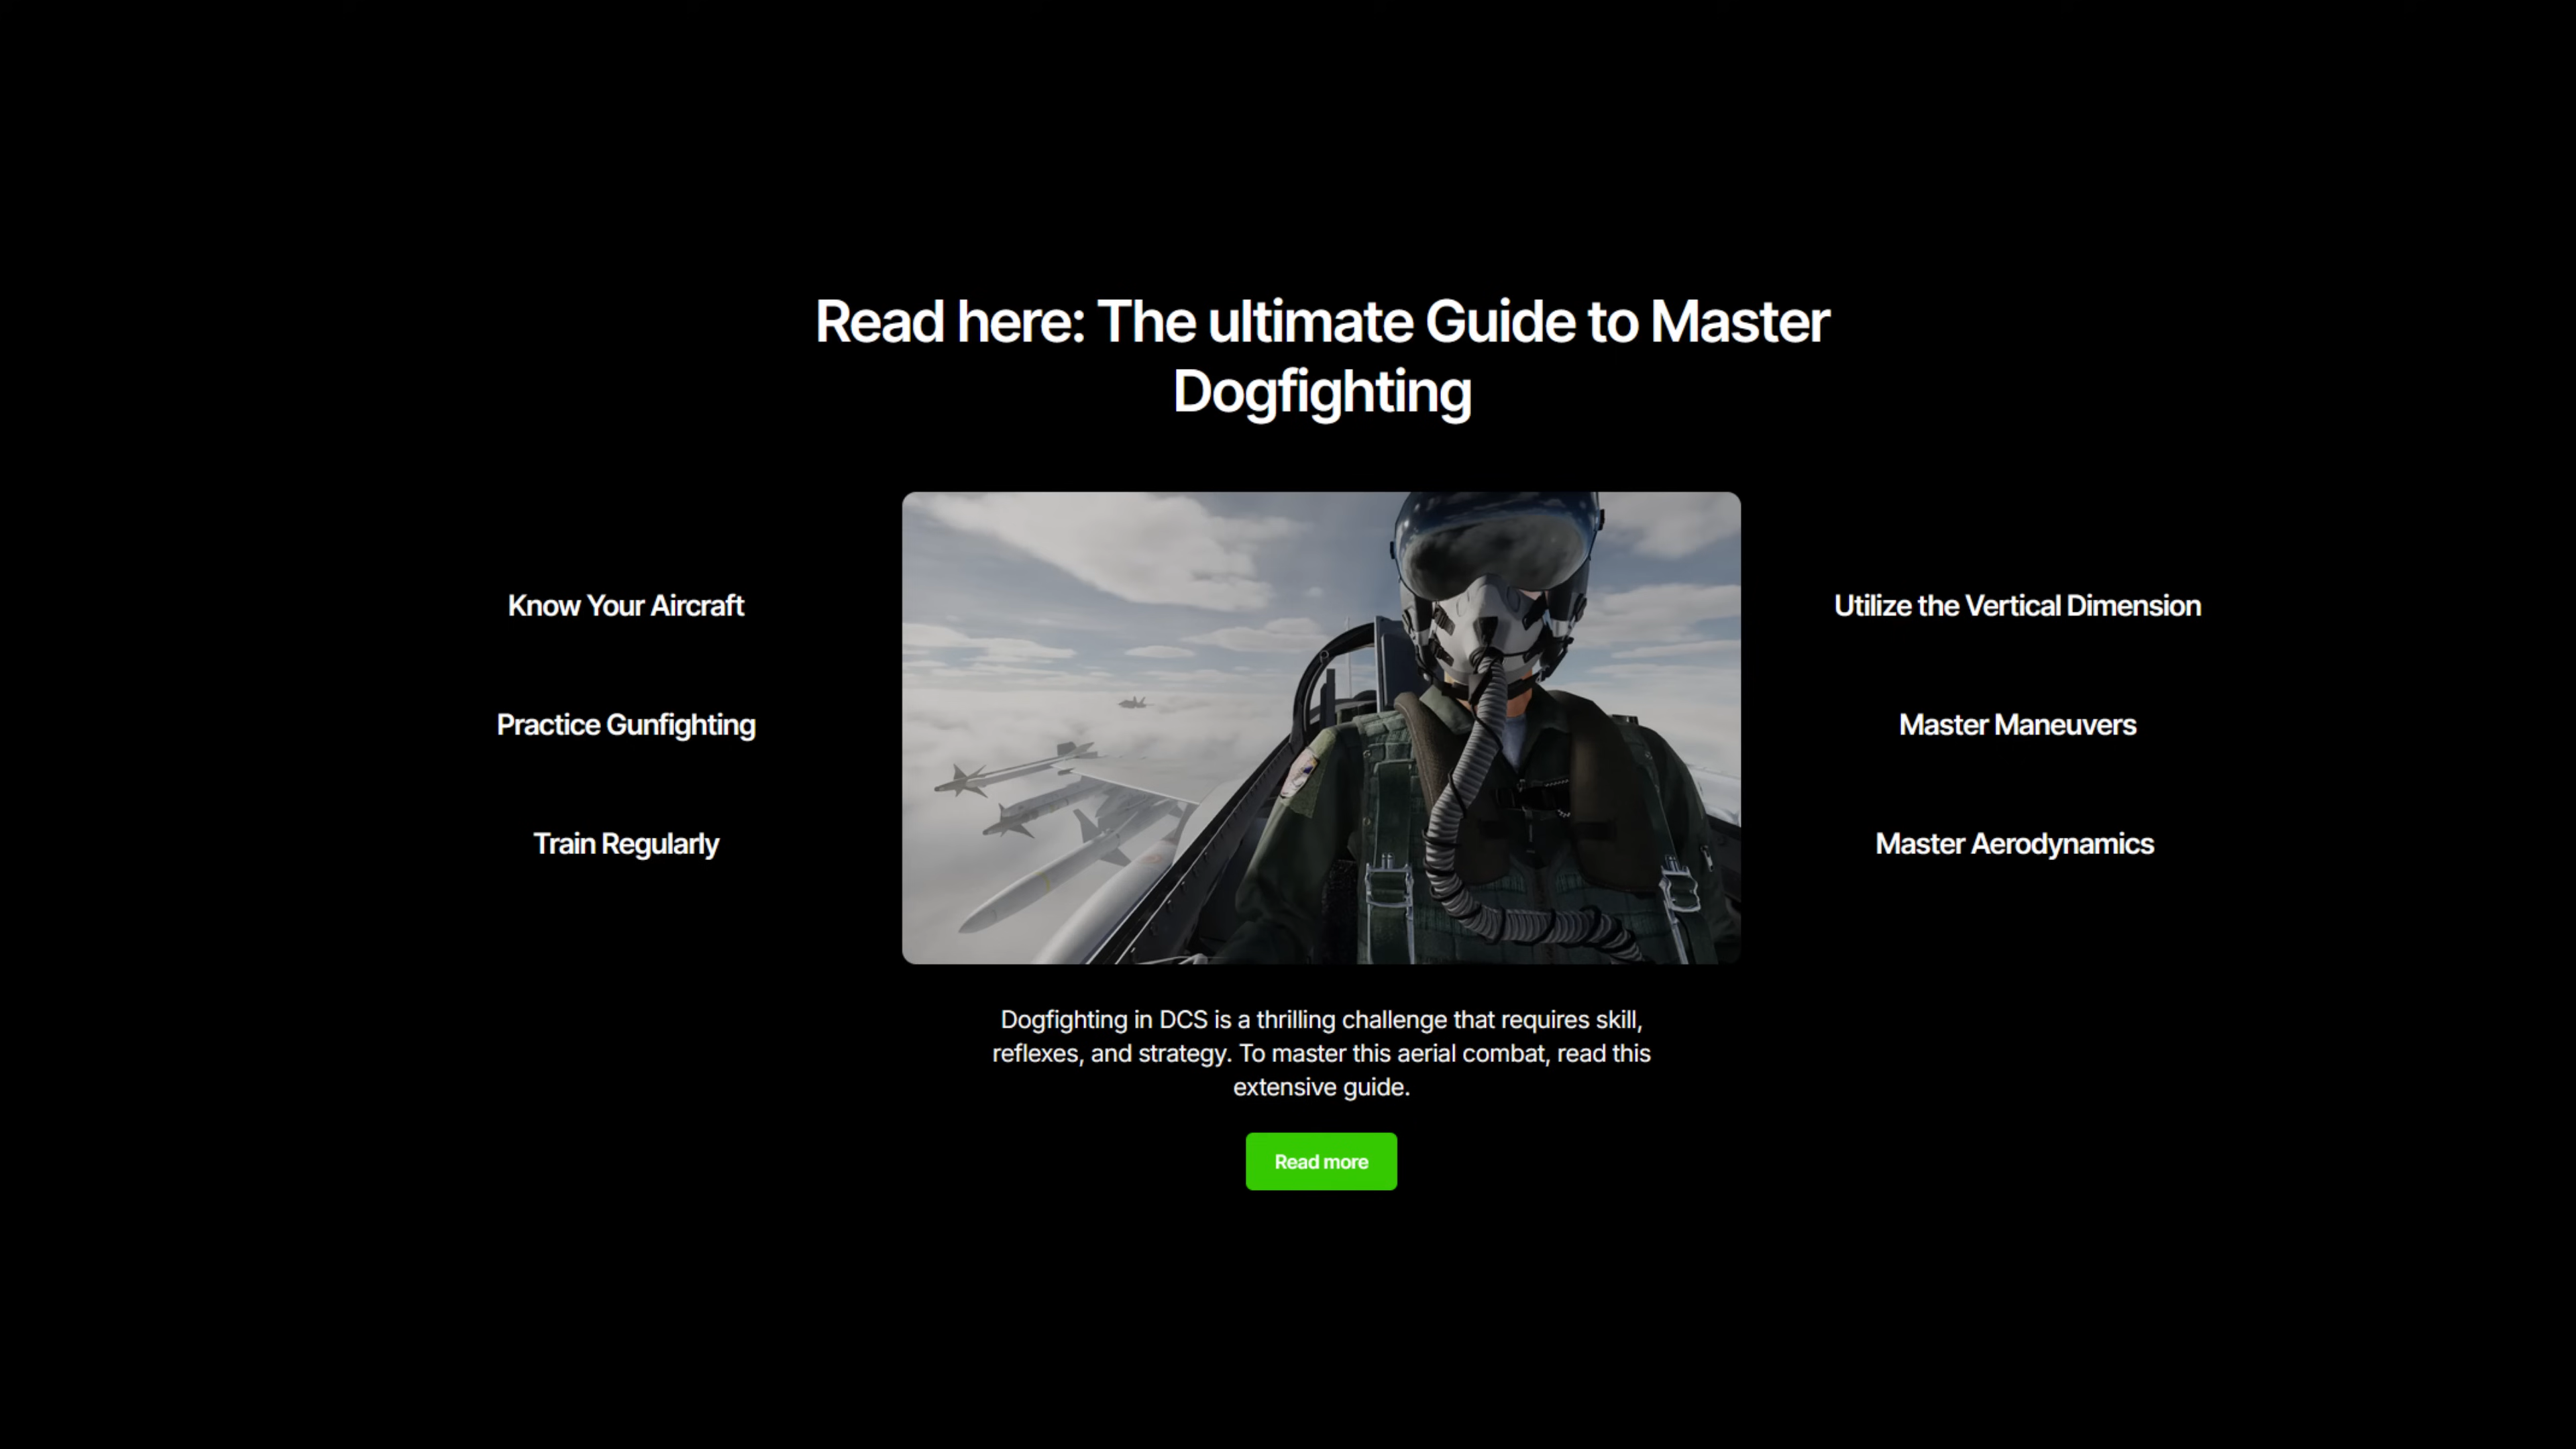 Read here: The ultimate Guide to Master
Dogfighting
Know Your Aircraft
Practice Gunfighting
Train Regularly
Utilize the Vertical Dimension
Master Maneuvers
Master Aerodynamics
Dogfighting in DCS is a thrilling challenge that requires skill,
reflexes, and strategy. To master this aerial combat, read this
extensive guide.
Read more